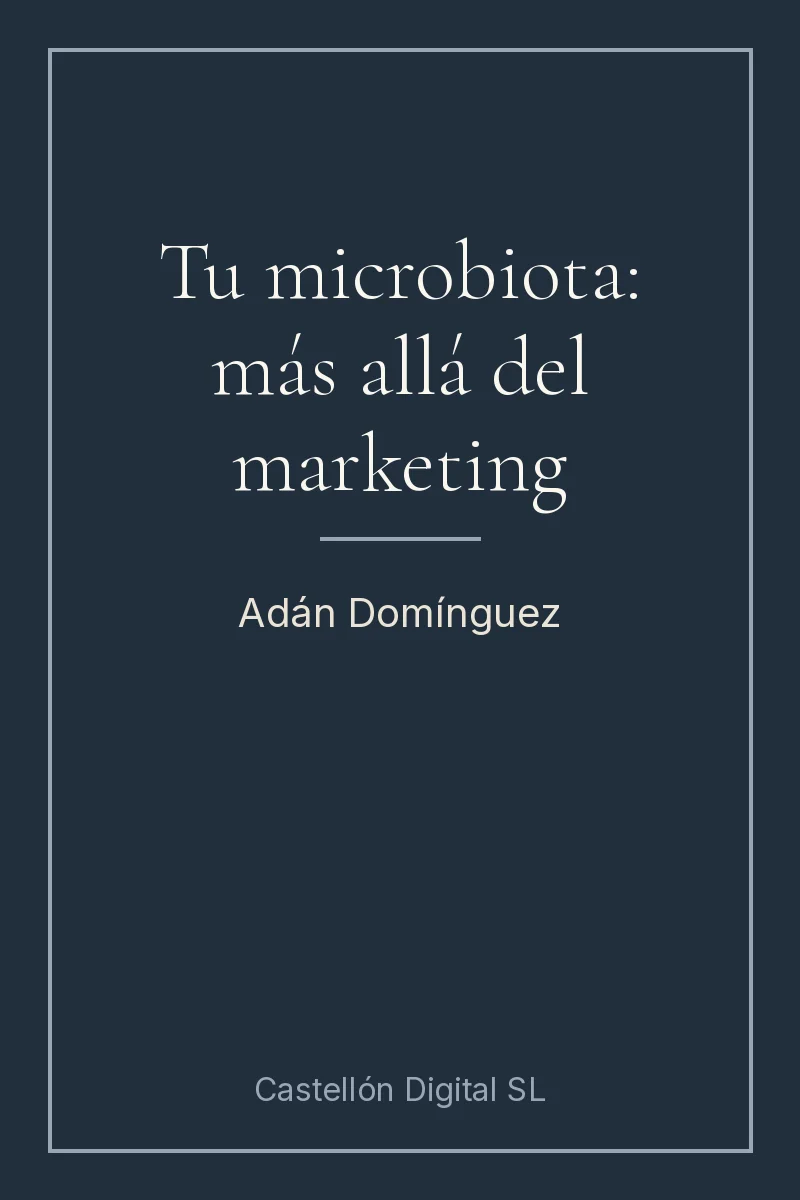 Tu microbiota:
más allá del
marketing
Adán Domínguez
Castellón Digital SL